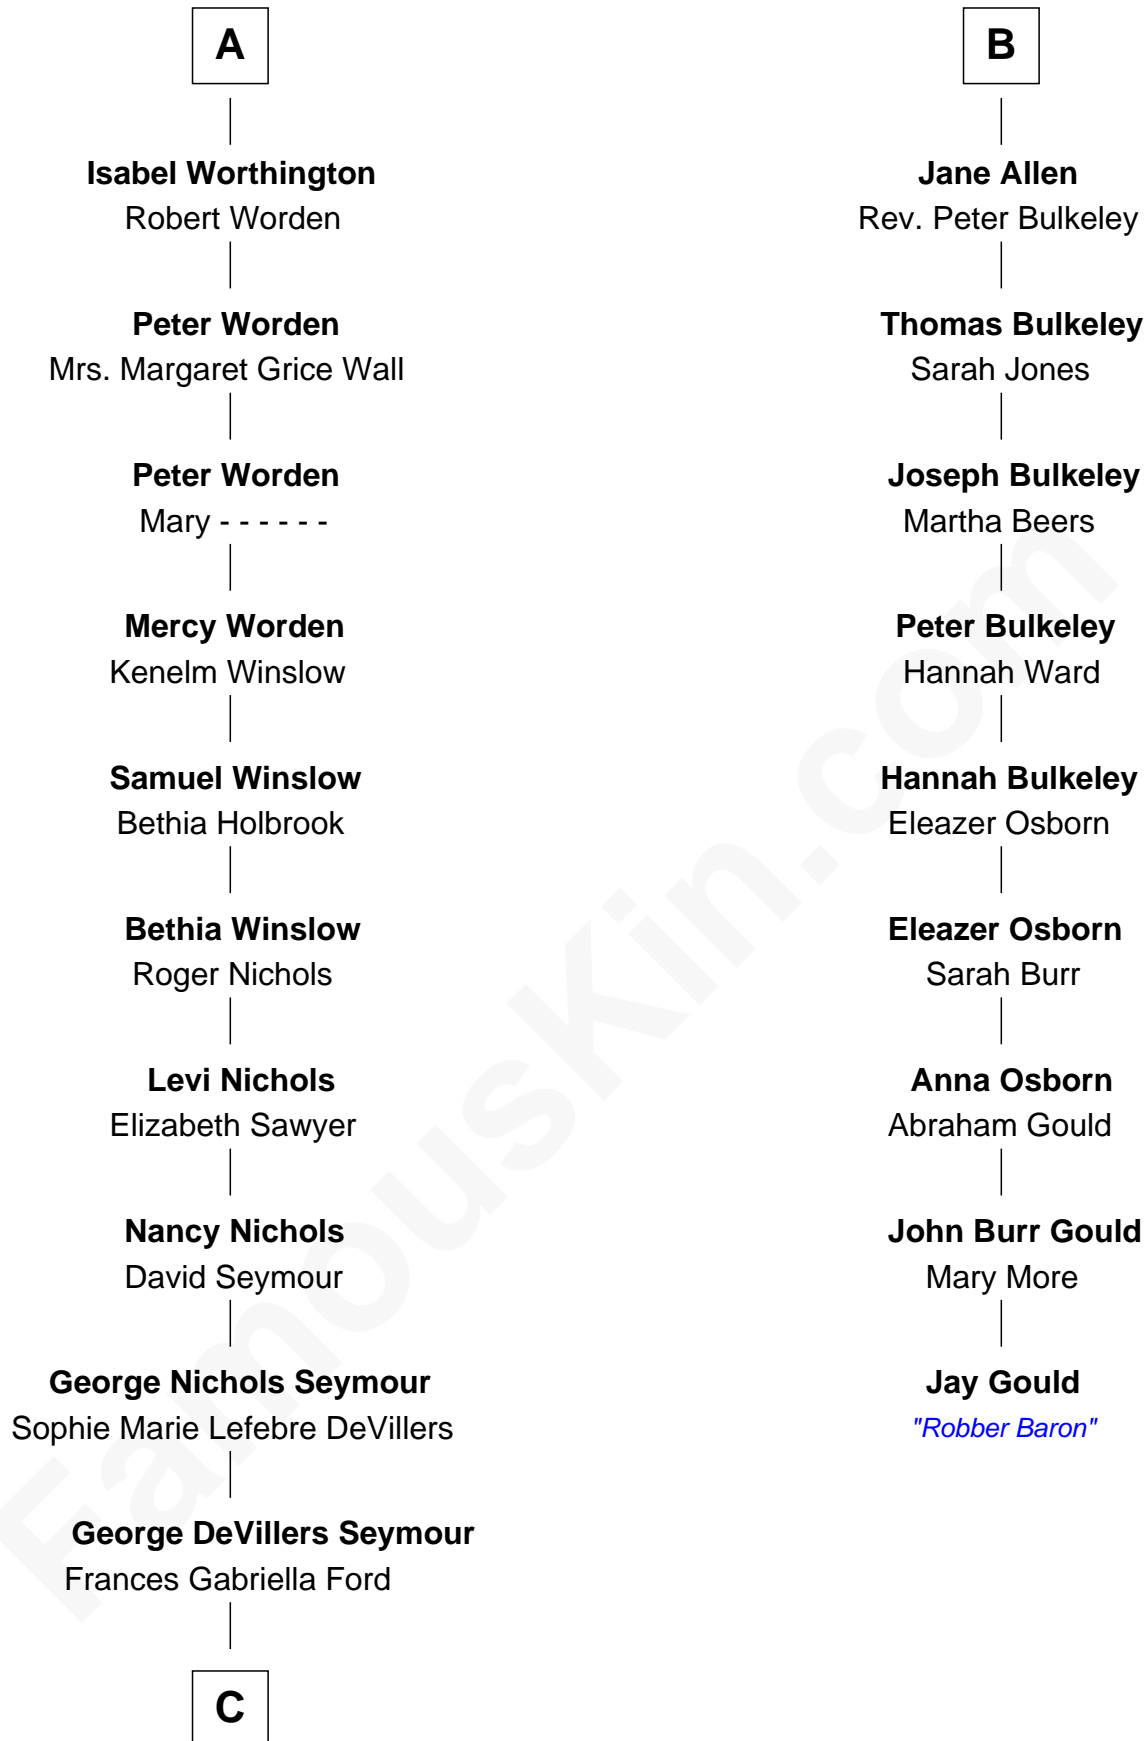 A
Isabel Worthington
Robert Worden
Peter Worden
Mrs. Margaret Grice Wall
Peter Worden
Mary - - - - - -
Mercy Worden
Kenelm Winslow
Samuel Winslow
Bethia Holbrook
Bethia Winslow
Roger Nichols
Levi Nichols
Elizabeth Sawyer
Nancy Nichols
David Seymour
George Nichols Seymour
Sophie Marie Lefebre DeVillers
George DeVillers Seymour
Frances Gabriella Ford
C
B
Jane Allen
Rev. Peter Bulkeley
Thomas Bulkeley
Sarah Jones
Joseph Bulkeley
Martha Beers
Peter Bulkeley
Hannah Ward
Hannah Bulkeley
Eleazer Osborn
Eleazer Osborn
Sarah Burr
Anna Osborn
Abraham Gould
John Burr Gould
Mary More
Jay Gould
"Robber Baron"
FamousKin.com